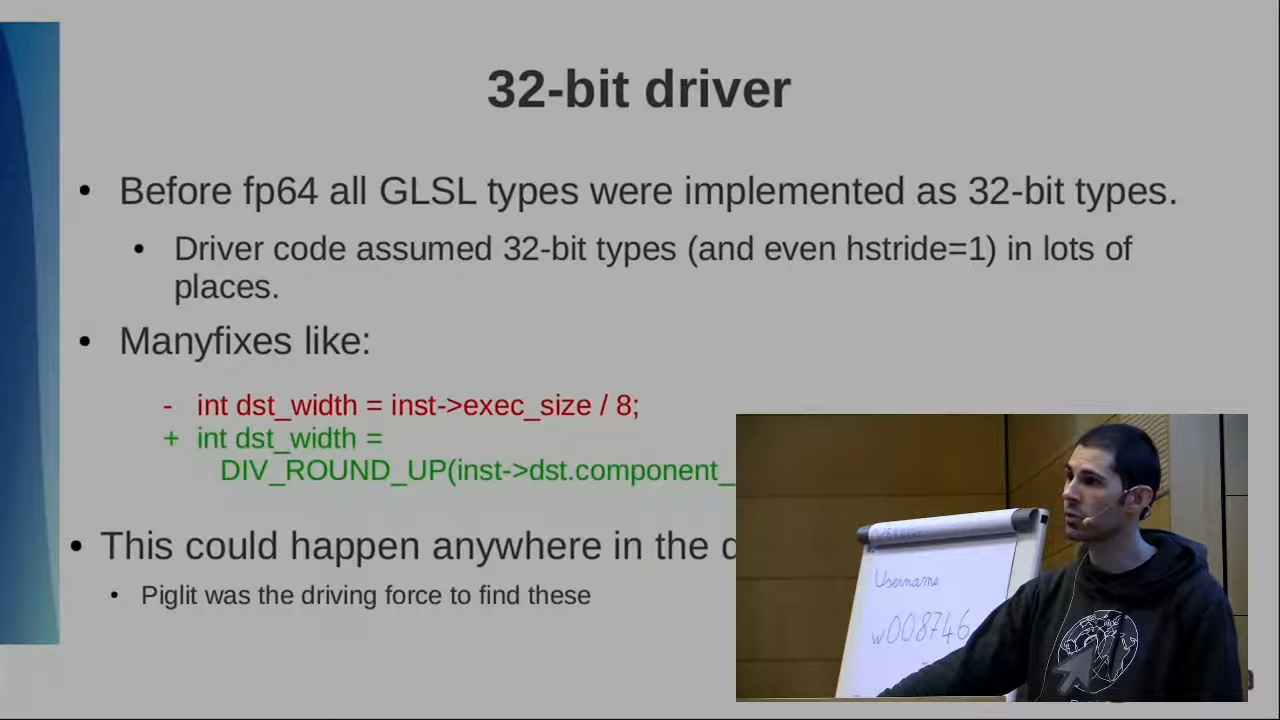 32-bit driver
• Before fp64 all GLSL types were implemented as 32-bit types.
• Driver code assumed 32-bit types (and even hstride=1) in lots of
places.
• Manyfixes like:
- int dst_width = inst->exec_size / 8;
+ int dst_width =
DIV_ROUND_UP(inst->dst.component_
• This could happen anywhere in the d
• Piglit was the driving force to find these
Username
w008746